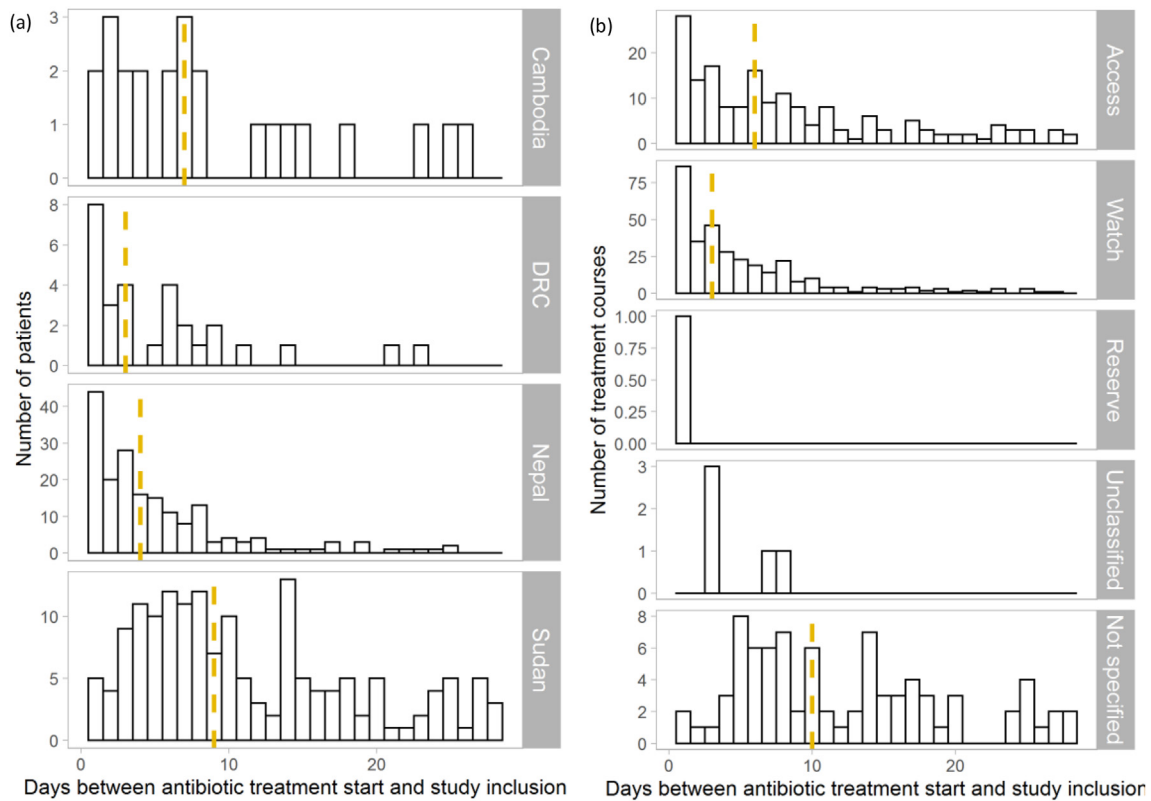 (a)
Number of patients
3
2
1
0
Cambodia
8
6
4
2
0
DRC
40
30
20
10
0
Nepal
10
5
0
Sudan
0 10 20
Days between antibiotic treatment start and study inclusion
(b)
Number of treatment courses
20
10
0
Access
75
50
25
0
Watch
1.00
0.75
0.50
0.25
0.00
Reserve
3
2
1
0
Unclassified
8
6
4
2
0
Not specified
0 10 20
Days between antibiotic treatment start and study inclusion